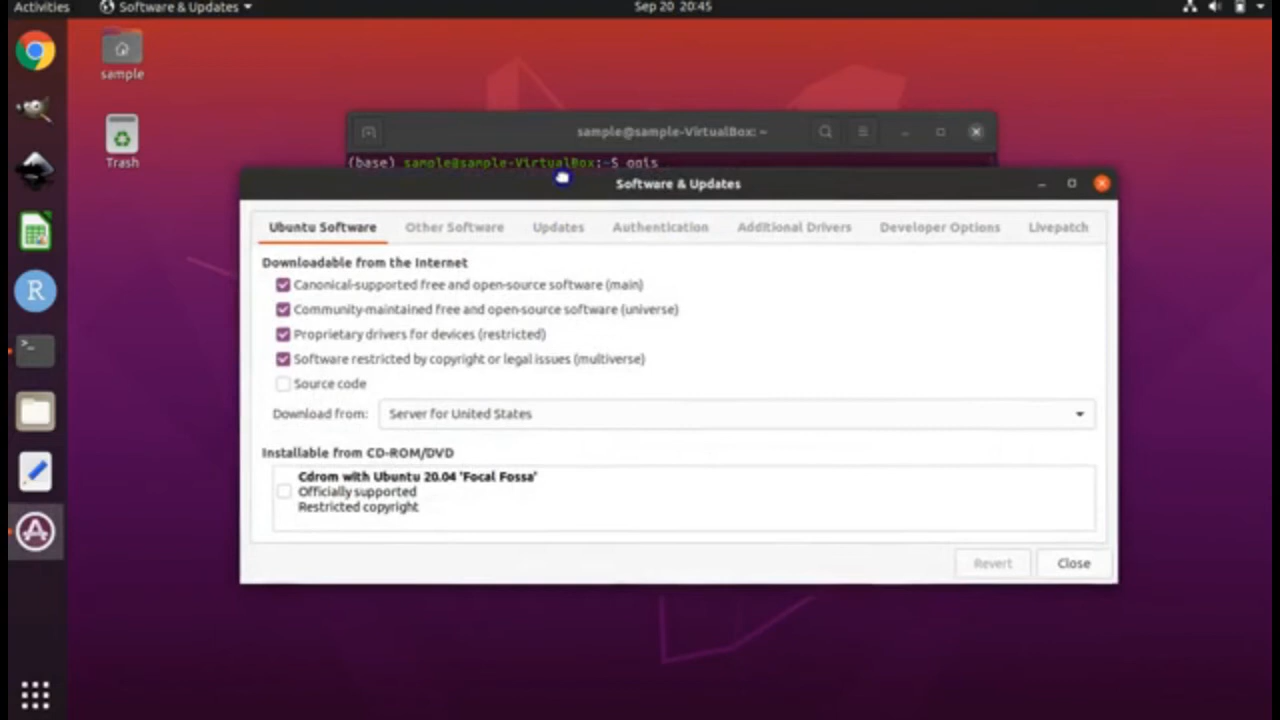 Activities
Software & Updates
Sep 20 20:45
sample
Trash
sample@sample-VirtualBox: ~
(base) sample@sample-VirtualBox:~$ qgis
Software & Updates
Ubuntu Software
Other Software
Updates
Authentication
Additional Drivers
Developer Options
Livepatch
Downloadable from the Internet
Canonical-supported free and open-source software (main)
Community-maintained free and open-source software (universe)
Proprietary drivers for devices (restricted)
Software restricted by copyright or legal issues (multiverse)
Source code
Download from: Server for United States
Installable from CD-ROM/DVD
Cdrom with Ubuntu 20.04 'Focal Fossa'
Officially supported
Restricted copyright
Revert
Close
R